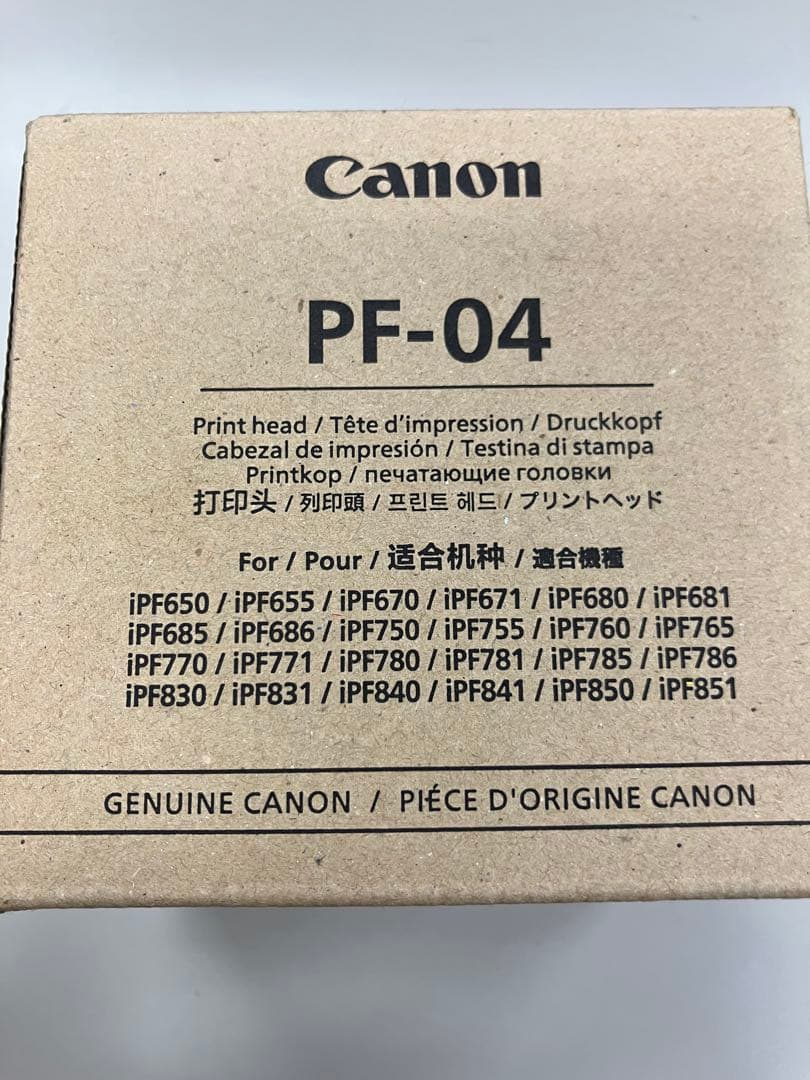 Canon
PF-04
Print head / Tête d'impression / Druckkopf
Cabezal de impresión / Testina di stampa
Printkop / печатающие головки
打印头 / 列印頭 / 프린트 헤드 / プリントヘッド
For / Pour / 适合机种 / 適合機種
iPF650 / iPF655 / iPF670 / iPF671 / iPF680 / iPF681
iPF685 / iPF686 / iPF750 / iPF755 / iPF760 / iPF765
iPF770 / iPF771 / iPF780 / iPF781 / iPF785 / iPF786
iPF830 / iPF831 / iPF840 / iPF841 / iPF850 / iPF851
GENUINE CANON / PIÉCE D'ORIGINE CANON